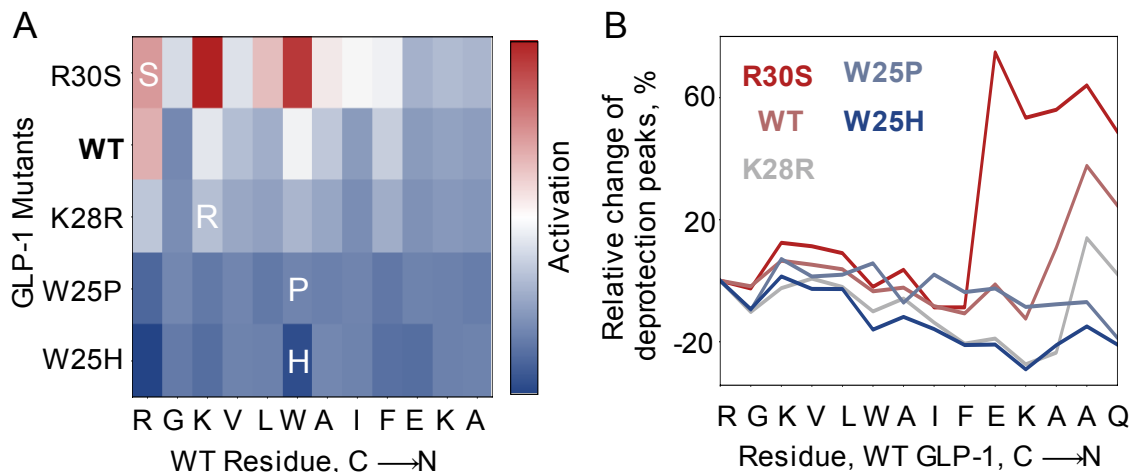 A
GLP-1 Mutants
R30S
WT
K28R
W25P
W25H
S
R
P
H
R G K V L W A I F E K A
WT Residue, C ⟶N
Activation
B
Relative change of
deprotection peaks, %
60
20
-20
R30S
WT
K28R
W25P
W25H
R G K V L W A I F E K A A Q
Residue, WT GLP-1, C ⟶N